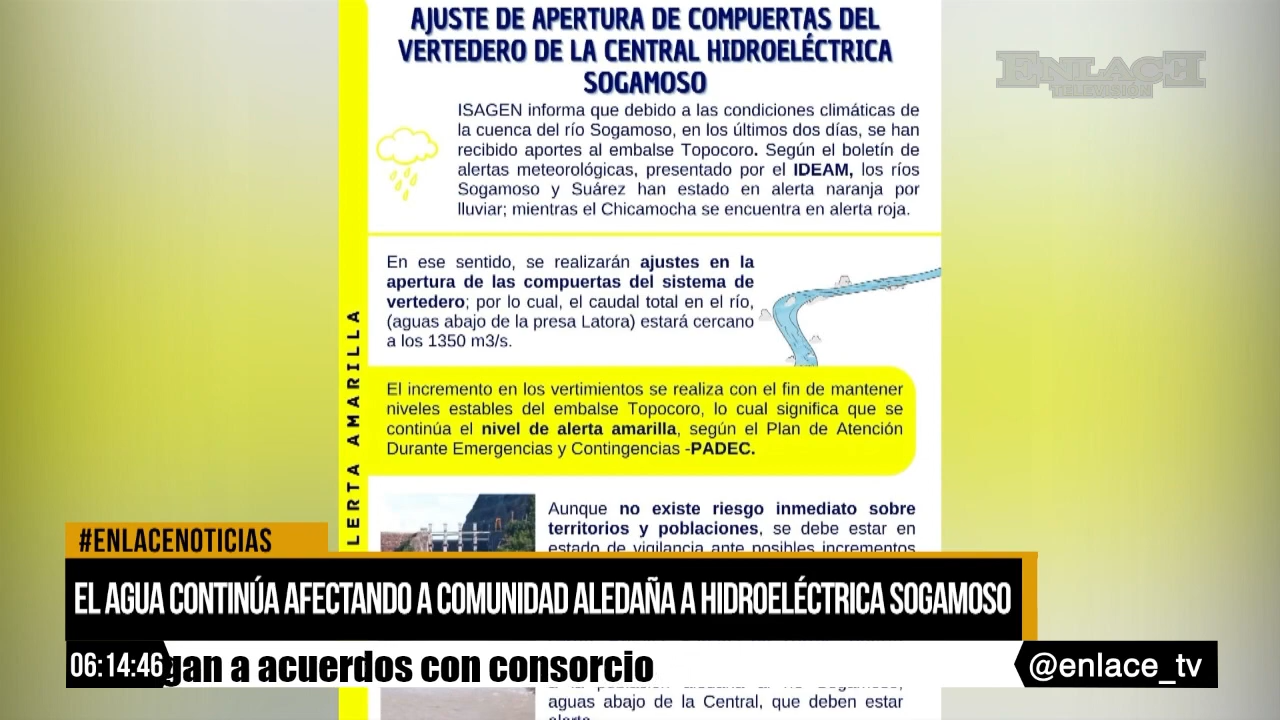 AJUSTE DE APERTURA DE COMPUERTAS DEL
VERTEDERO DE LA CENTRAL HIDROELÉCTRICA
SOGAMOSO
ENLACE
TELEVISIÓN
ISAGEN informa que debido a las condiciones climáticas de
la cuenca del río Sogamoso, en los últimos dos días, se han
recibido aportes al embalse Topocoro. Según el boletín de
alertas meteorológicas, presentado por el IDEAM, los ríos
Sogamoso y Suárez han estado en alerta naranja por
lluviar; mientras el Chicamocha se encuentra en alerta roja.
En ese sentido, se realizarán ajustes en la
apertura de las compuertas del sistema de
vertedero; por lo cual, el caudal total en el río,
(aguas abajo de la presa Latora) estará cercano
a los 1350 m3/s.
LERTA AMARILLA
El incremento en los vertimientos se realiza con el fin de mantener
niveles estables del embalse Topocoro, lo cual significa que se
continúa el nivel de alerta amarilla, según el Plan de Atención
Durante Emergencias y Contingencias -PADEC.
Aunque no existe riesgo inmediato sobre
territorios y poblaciones, se debe estar en
estado de vigilancia ante posibles incrementos
#ENLACENOTICIAS
EL AGUA CONTINÚA AFECTANDO A COMUNIDAD ALEDAÑA A HIDROELÉCTRICA SOGAMOSO
06:14:46
gan a acuerdos con consorcio
@enlace_tv
aguas abajo de la Central, que deben estar